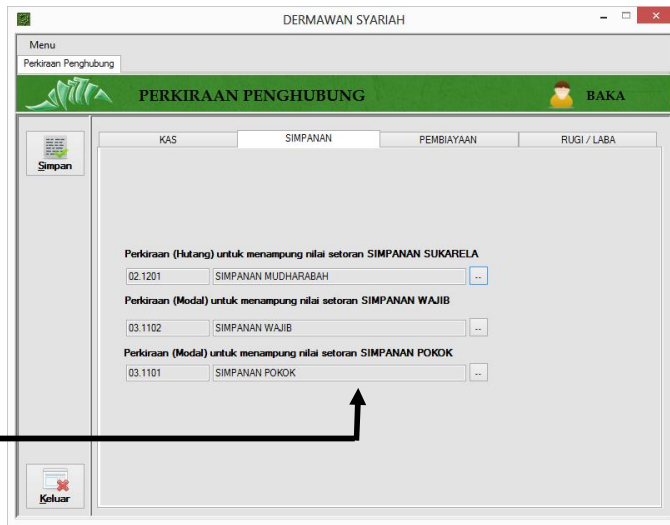 DERMAWAN SYARIAH
Menu
Perkiraan Penghubung
PERKIRAAN PENGHUBUNG
BAKA
Simpan
KAS
SIMPANAN
PEMBIAYAAN
RUGI / LABA
Perkiraan (Hutang) untuk menampung nilai setoran SIMPANAN SUKARELA
02.1201 SIMPANAN MUDHARABAH --
Perkiraan (Modal) untuk menampung nilai setoran SIMPANAN WAJIB
03.1102 SIMPANAN WAJIB --
Perkiraan (Modal) untuk menampung nilai setoran SIMPANAN POKOK
03.1101 SIMPANAN POKOK --
Keluar